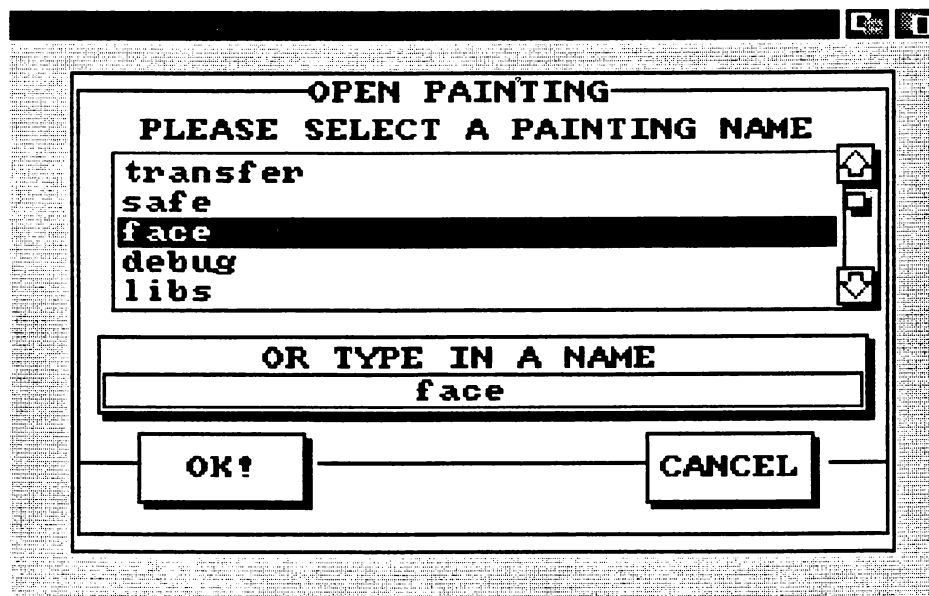 OPEN PAINTING
PLEASE SELECT A PAINTING NAME
transfer
safe
face
debug
libs
OR TYPE IN A NAME
face
OK!
CANCEL